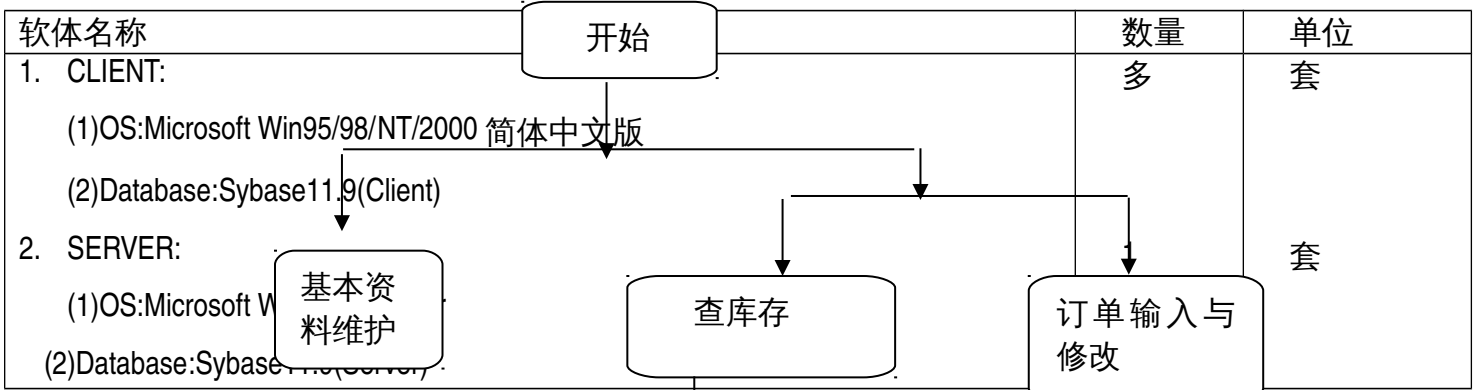 软体名称 数量 单位
开始
1. CLIENT: 多 套
(1)OS:Microsoft Win95/98/NT/2000 简体中文版
(2)Database:Sybase11.9(Client)
2. SERVER: 1 套
(1)OS:Microsoft
(2)Database:Sybase
基本资
料维护
查库存
订单输入与
修改